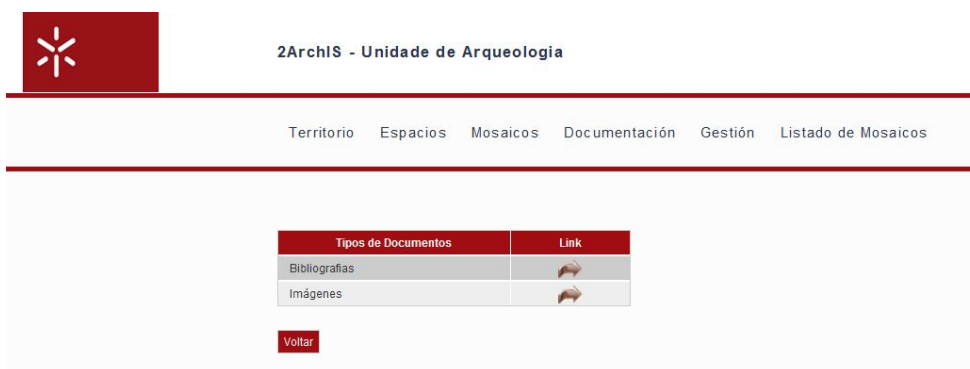 2ArchIS - Unidade de Arqueologia
Territorio Espacios Mosaicos Documentación Gestión Listado de Mosaicos
Tipos de Documentos Link
Bibliografias
Imágenes
Voltar